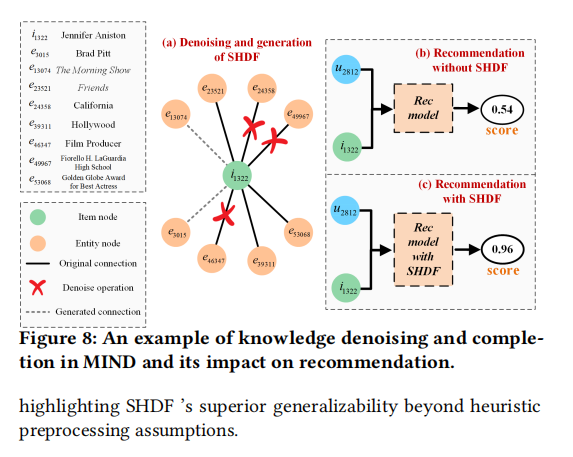 i1322 Jennifer Aniston
e3015 Brad Pitt
e13074 The Morning Show
e23521 Friends
e24358 California
e39311 Hollywood
e46347 Film Producer
e49967 Fiorello H. LaGuardia High School
e53068 Golden Globe Award for Best Actress
Item node
Entity node
Original connection
Denoise operation
Generated connection
(a) Denoising and generation
of SHDF
e23521
e24358
e13074
e49967
i1322
e3015
e53068
e46347
e39311
(b) Recommendation
without SHDF
u2812
i1322
Rec
model
0.54
score
(c) Recommendation
with SHDF
u2812
i1322
Rec
model
with
SHDF
0.96
score
Figure 8: An example of knowledge denoising and comple-
tion in MIND and its impact on recommendation.
highlighting SHDF 's superior generalizability beyond heuristic
preprocessing assumptions.